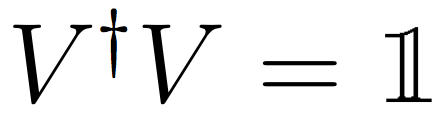 V†V = 𝟙